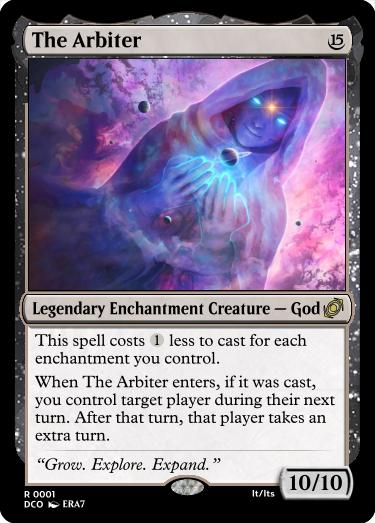 The Arbiter 15
Legendary Enchantment Creature — God
This spell costs 1 less to cast for each
enchantment you control.
When The Arbiter enters, if it was cast,
you control target player during their next
turn. After that turn, that player takes an
extra turn.
“Grow. Explore. Expand.”
10/10
R 0001
DCO ERA7
It/Its